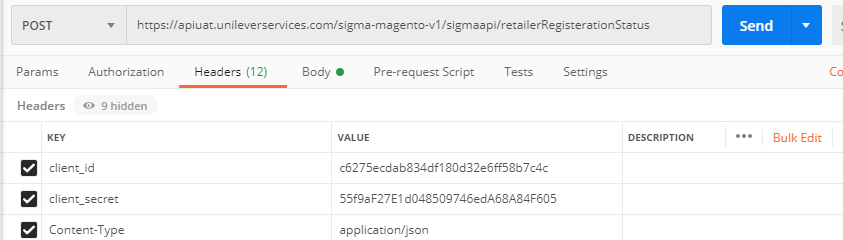 POST https://apiuat.unileverservices.com/sigma-magento-v1/sigmaapi/retailerRegisterationStatus Send
Params Authorization Headers (12) Body Pre-request Script Tests Settings Co
Headers 9 hidden
KEY VALUE DESCRIPTION ••• Bulk Edit
client_id c6275ecdab834df180d32e6ff58b7c4c
client_secret 55f9aF27E1d048509746edA68A84F605
Content-Type application/json